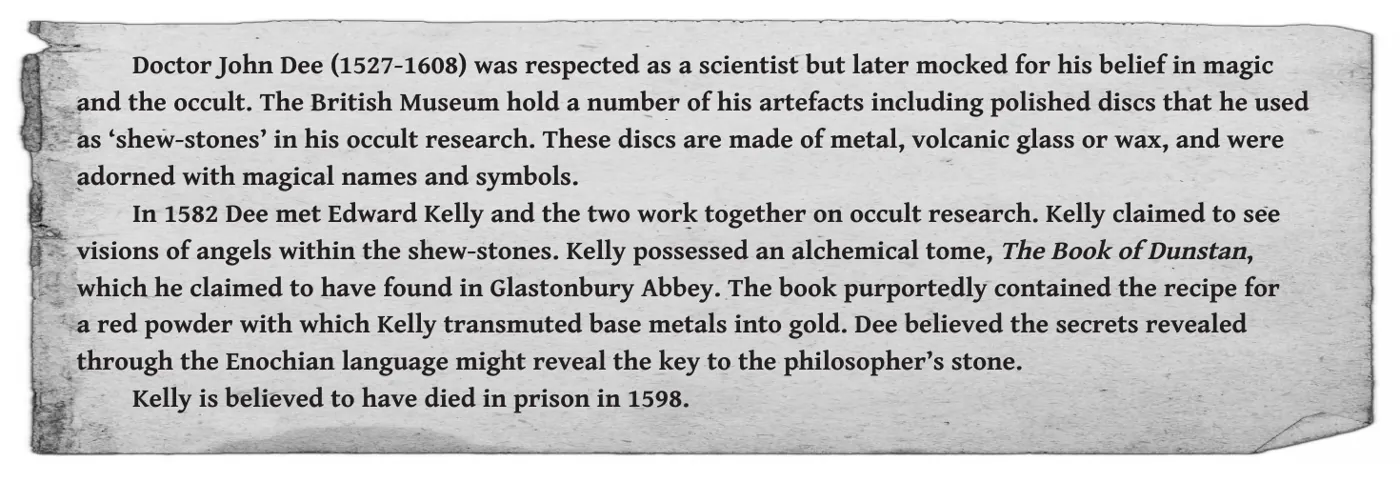 Doctor John Dee (1527-1608) was respected as a scientist but later mocked for his belief in magic
and the occult. The British Museum hold a number of his artefacts including polished discs that he used
as ‘shew-stones’ in his occult research. These discs are made of metal, volcanic glass or wax, and were
adorned with magical names and symbols.
In 1582 Dee met Edward Kelly and the two work together on occult research. Kelly claimed to see
visions of angels within the shew-stones. Kelly possessed an alchemical tome, The Book of Dunstan,
which he claimed to have found in Glastonbury Abbey. The book purportedly contained the recipe for
a red powder with which Kelly transmuted base metals into gold. Dee believed the secrets revealed
through the Enochian language might reveal the key to the philosopher’s stone.
Kelly is believed to have died in prison in 1598.